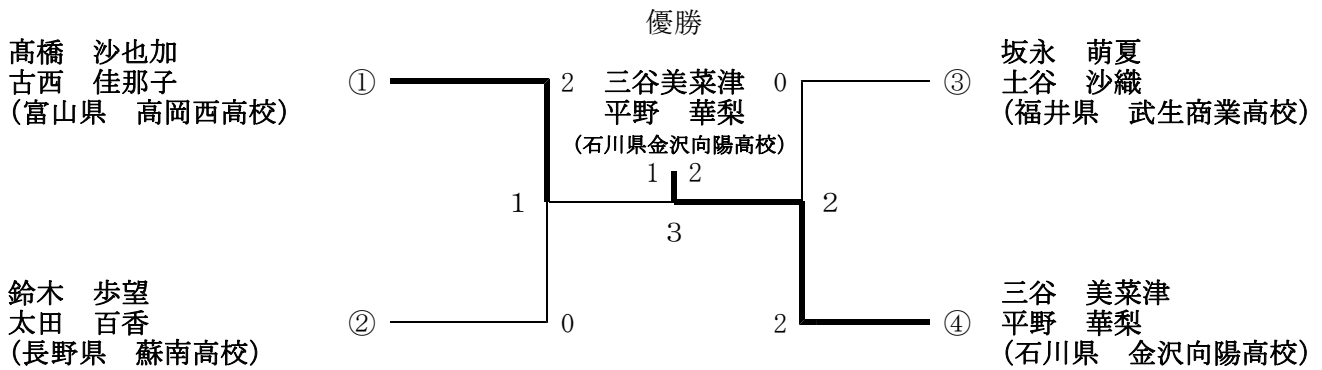 優勝
髙橋　沙也加
古西　佳那子
(富山県　高岡西高校)
①
2
三谷美菜津
平野　華梨
(石川県金沢向陽高校)
1 2
0
③
坂永　萌夏
土谷　沙織
(福井県　武生商業高校)
1
3
2
鈴木　歩望
太田　百香
(長野県　蘇南高校)
②
0
2
④
三谷　美菜津
平野　華梨
(石川県　金沢向陽高校)